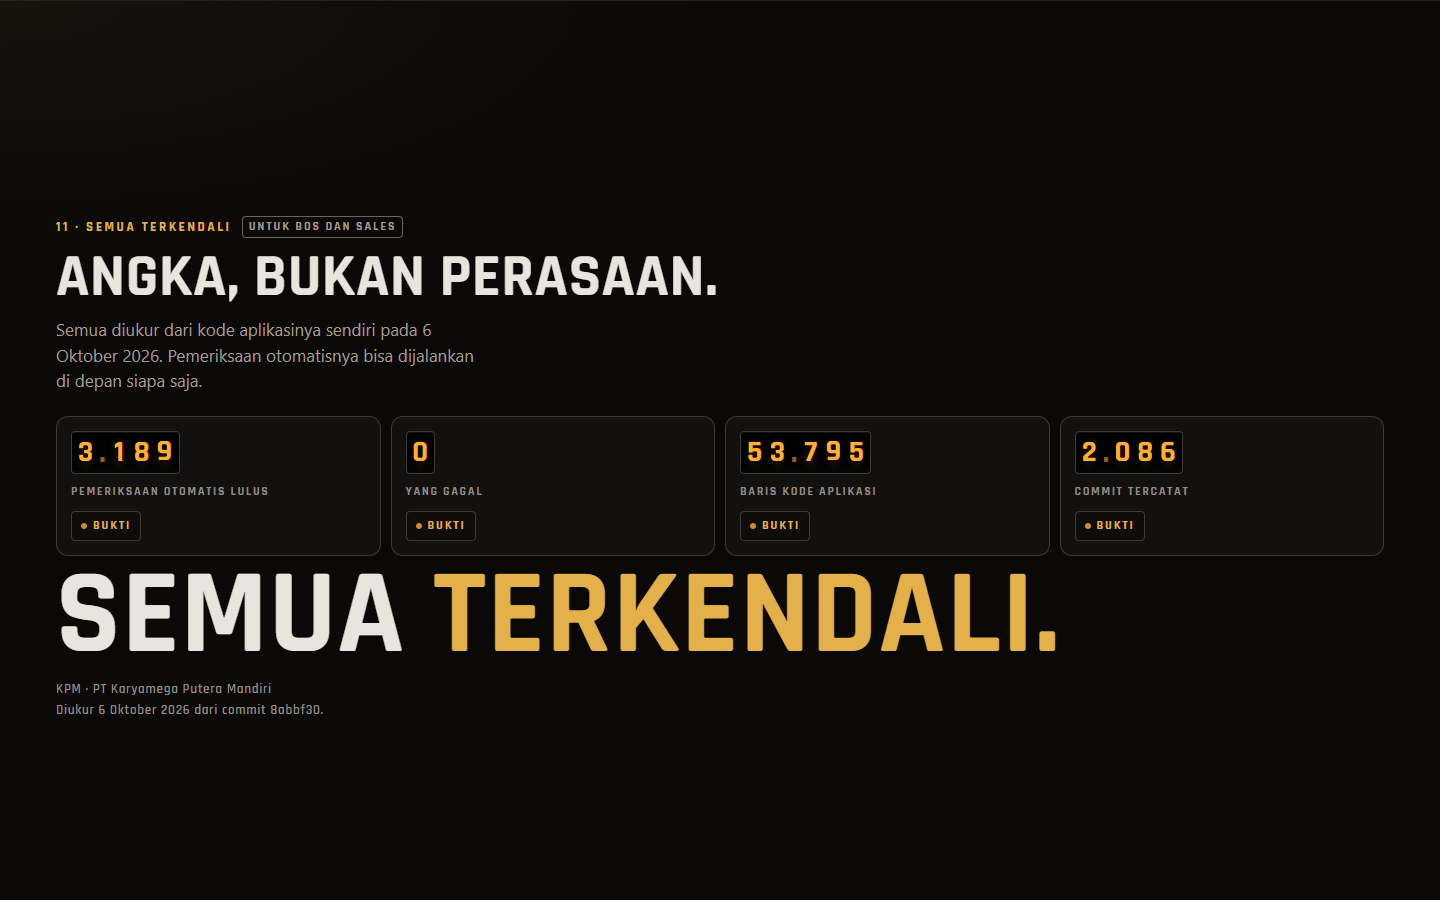 11 · SEMUA TERKENDALI UNTUK BOS DAN SALES
ANGKA, BUKAN PERASAAN.
Semua diukur dari kode aplikasinya sendiri pada 6
Oktober 2026. Pemeriksaan otomatisnya bisa dijalankan
di depan siapa saja.
3.189
PEMERIKSAAN OTOMATIS LULUS
BUKTI
0
YANG GAGAL
BUKTI
53.795
BARIS KODE APLIKASI
BUKTI
2.086
COMMIT TERCATAT
BUKTI
SEMUA TERKENDALI.
KPM · PT Karyamega Putera Mandiri
Diukur 6 Oktober 2026 dari commit 8abbf30.